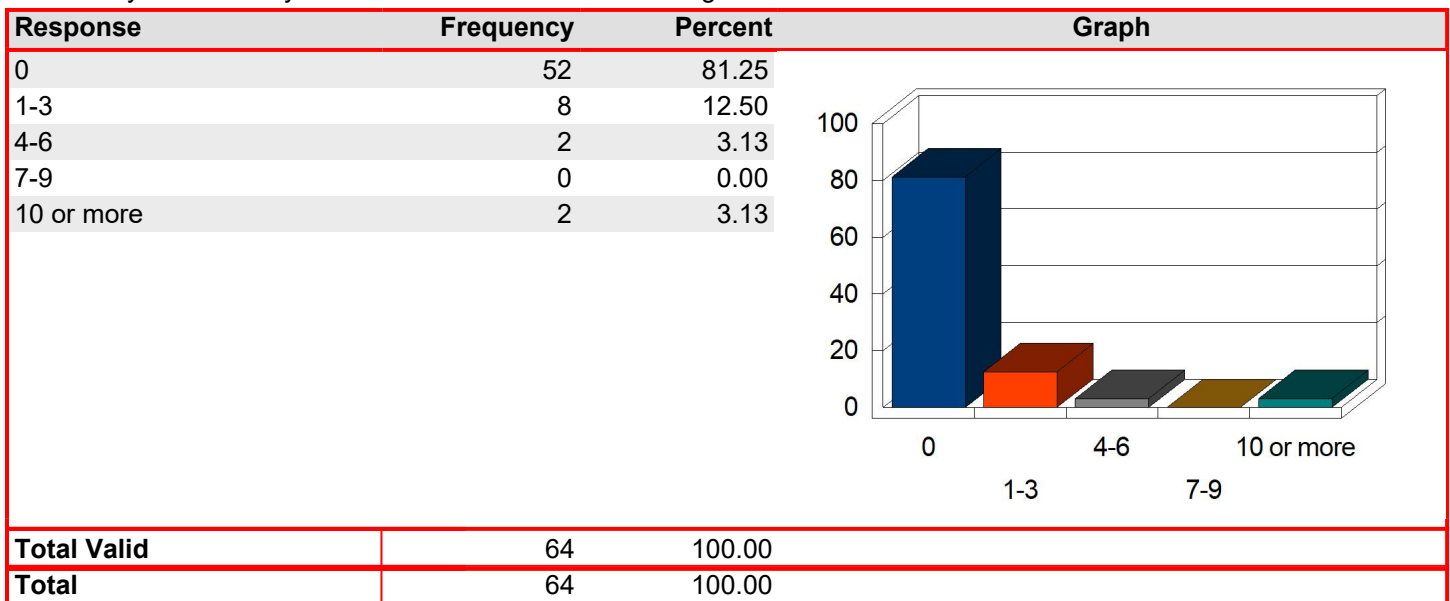 Response Frequency Percent Graph
0 52 81.25
1-3 8 12.50
4-6 2 3.13
7-9 0 0.00
10 or more 2 3.13
100
80
60
40
20
0
0 4-6 10 or more
1-3 7-9
Total Valid 64 100.00
Total 64 100.00